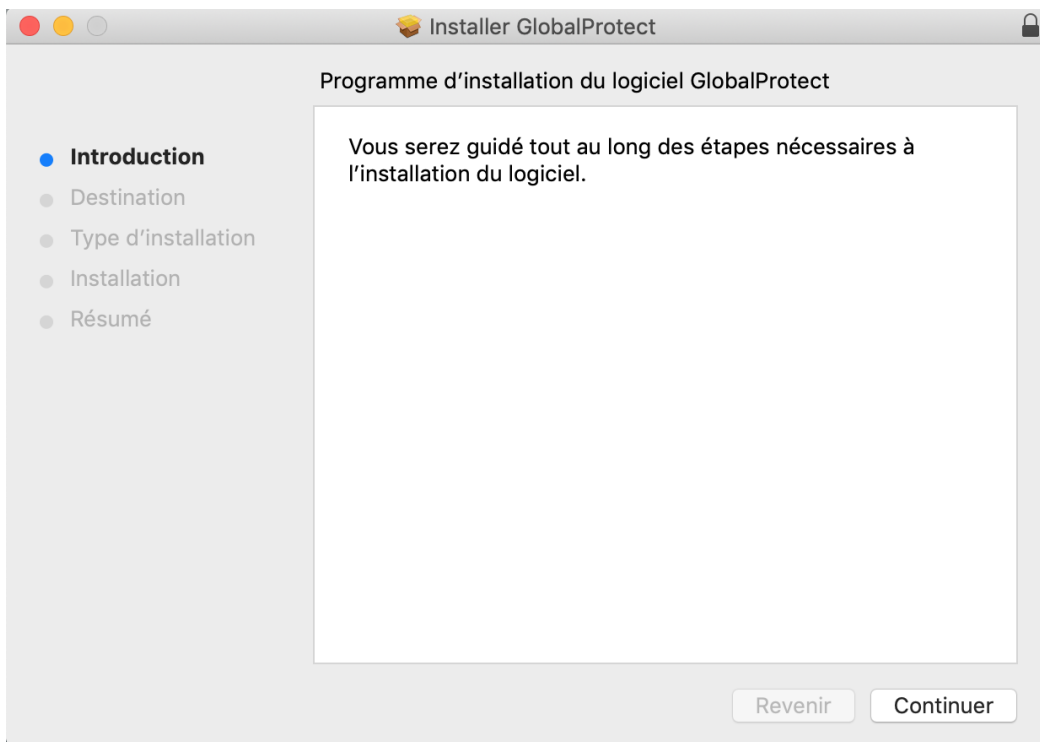 Installer GlobalProtect
Programme d’installation du logiciel GlobalProtect
Introduction
Destination
Type d’installation
Installation
Résumé
Vous serez guidé tout au long des étapes nécessaires à
l’installation du logiciel.
Revenir
Continuer